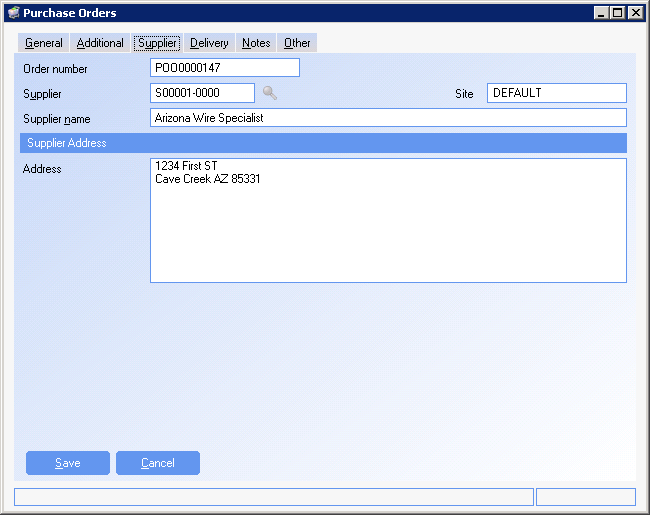 Purchase Orders
General Additional Supplier Delivery Notes Other
Order number POO0000147
Supplier S00001-0000 Site DEFAULT
Supplier name Arizona Wire Specialist
Supplier Address
Address 1234 First ST
Cave Creek AZ 85331
Save Cancel